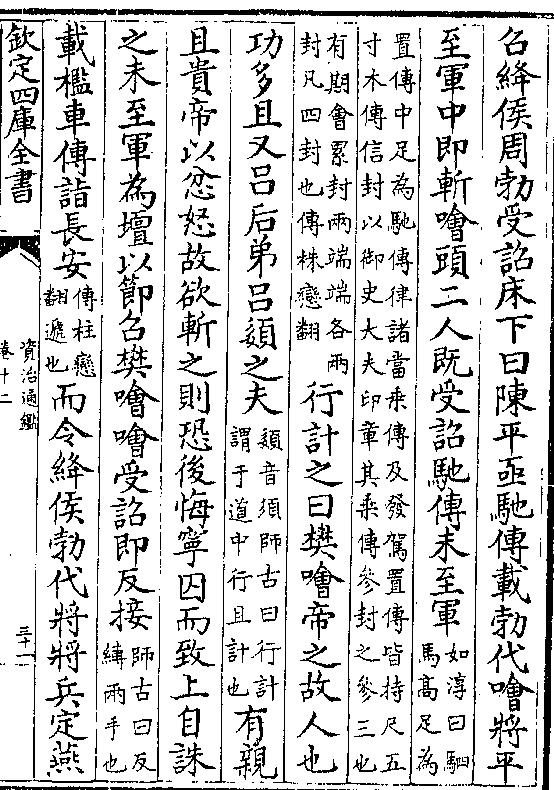 召絳侯周勃受詔床下曰陳平亟馳傳載勃代噲將平
至軍中即斬噲頭二人既受詔馳傳未至軍
如淳曰駟
馬高足為
置傳中足為馳傳律諸當乘傳及發駕置傳皆持尺五
寸木傳信封以御史大夫印章其乘傳參封之參三也
有期會累封兩端端各兩
封凡四封也傳株戀翻
行計之曰樊噲帝之故人也
功多且又吕后弟吕嬃之夫
嬃音須師古曰行計
謂于道中行且計也
有親
且貴帝以忿怒故欲斬之則恐後悔寧囚而致上自誅
之未至軍為壇以節召樊噲噲受詔即反接
師古曰反
縛兩手也
載檻車傳詣長安
傳柱戀
翻遞也
而令絳侯勃代將將兵定燕
欽定四庫全書
資治通鑑
卷十二
三十一